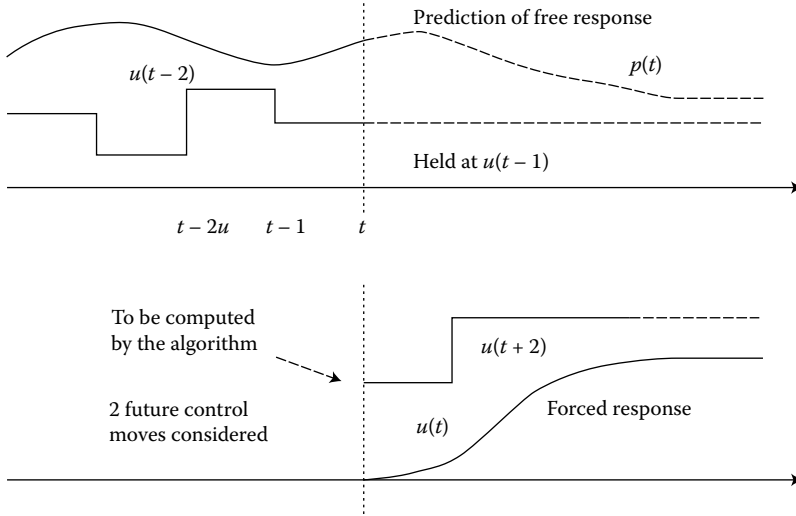 Prediction of free response
u(t – 2)
p(t)
Held at u(t – 1)
t – 2u
t – 1
t
To be computed
by the algorithm
u(t + 2)
2 future control
moves considered
u(t)
Forced response